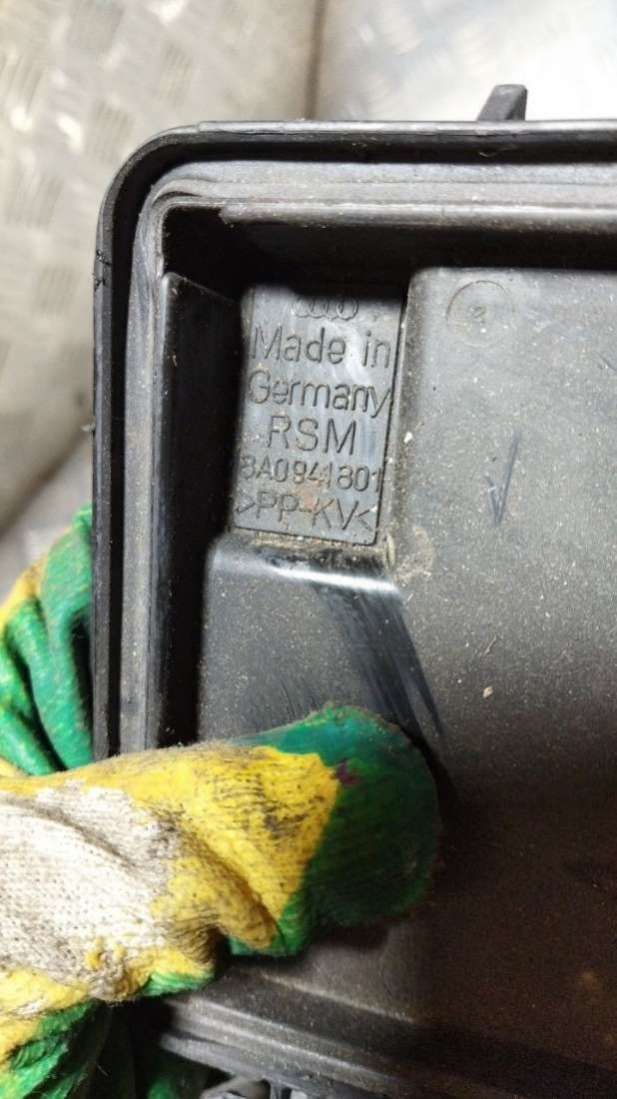 Made in
Germany
RSM
8A0941801
>PP-KV<